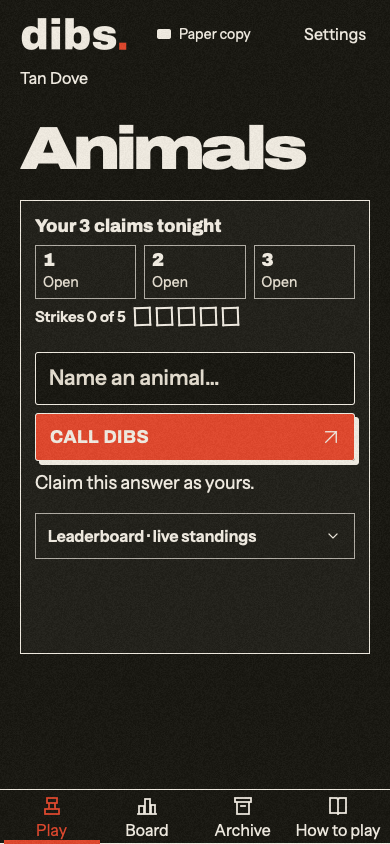 dibs.
Paper copy
Settings
Tan Dove
Animals
Your 3 claims tonight
1
Open
2
Open
3
Open
Strikes 0 of 5
Name an animal...
CALL DIBS
Claim this answer as yours.
Leaderboard · live standings
Play
Board
Archive
How to play